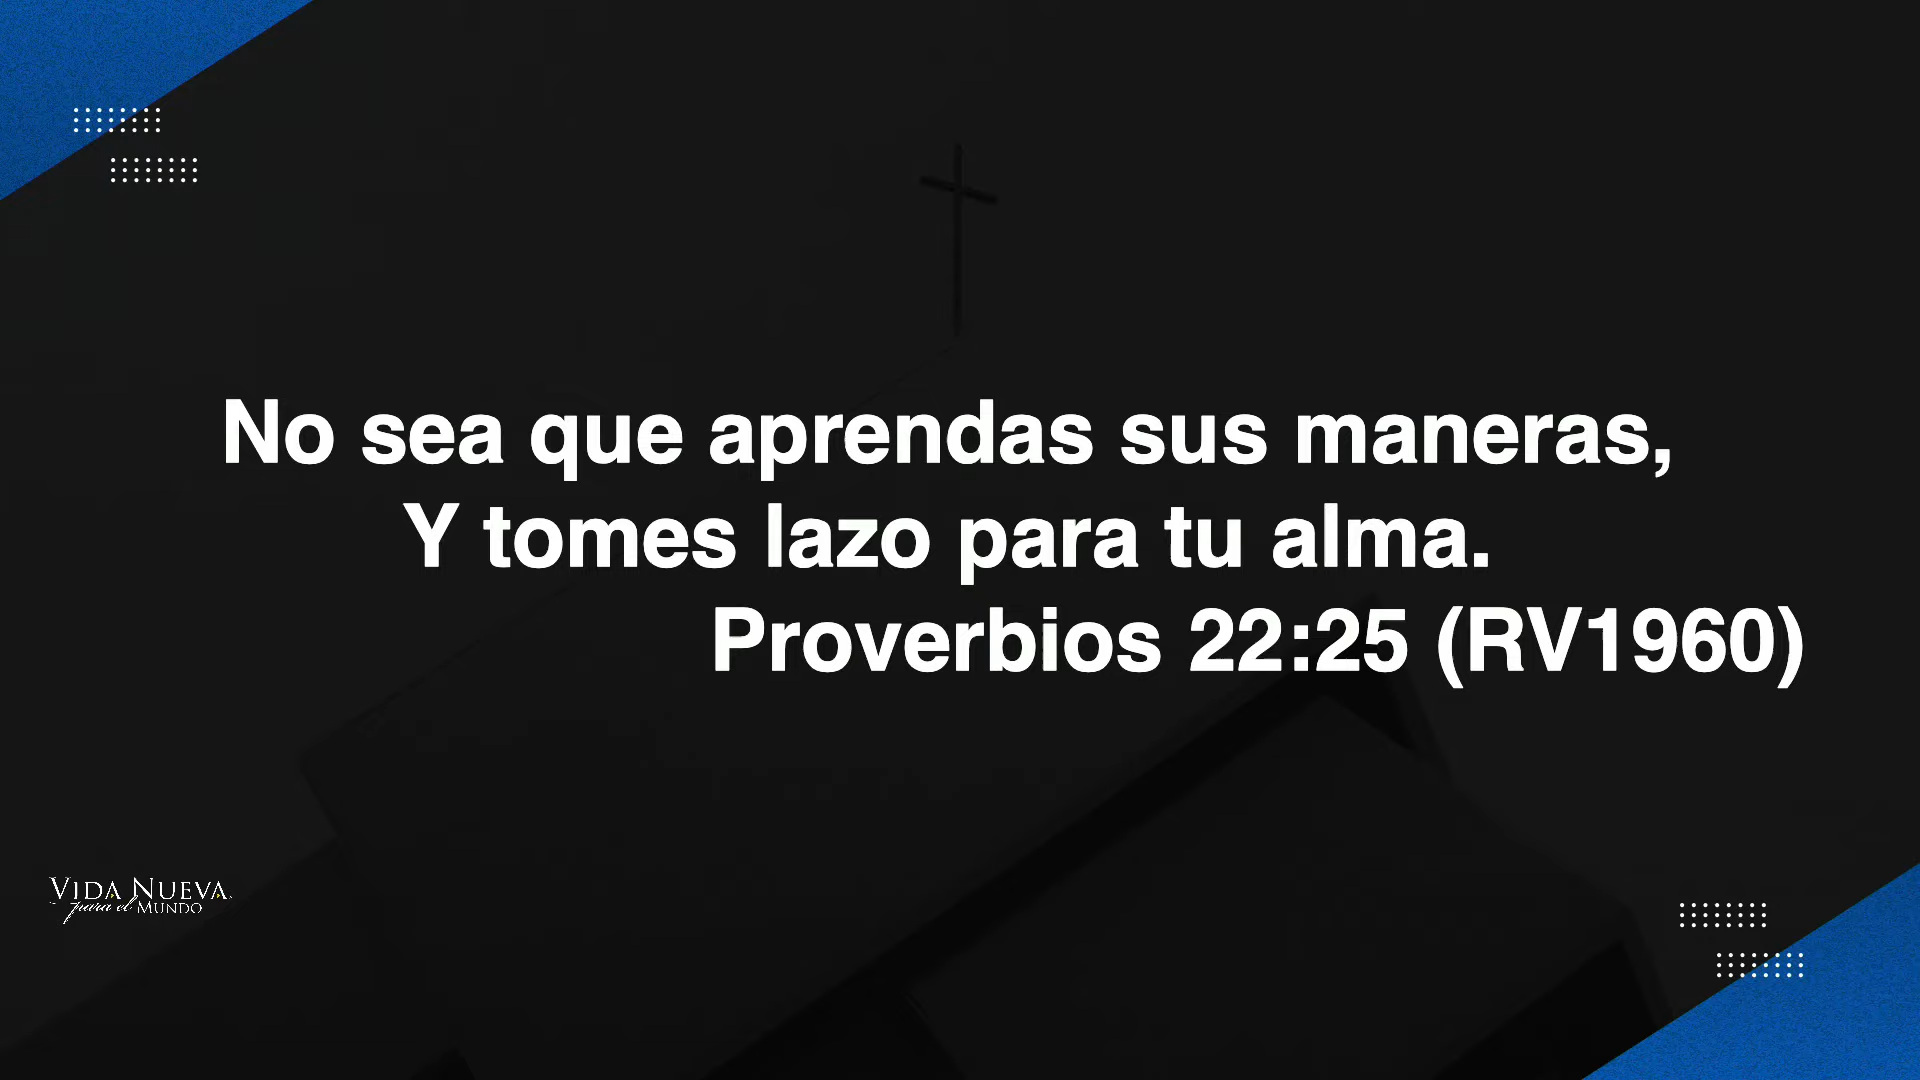 No sea que aprendas sus maneras,
Y tomes lazo para tu alma.
Proverbios 22:25 (RV1960)
VIDA NUEVA
para el MUNDO